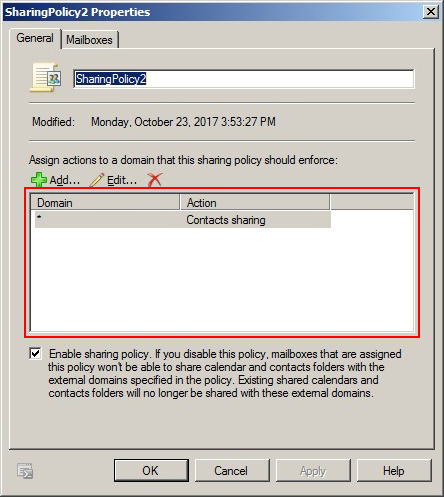 SharingPolicy2 Properties
General Mailboxes
SharingPolicy2
Modified: Monday, October 23, 2017 3:53:27 PM
Assign actions to a domain that this sharing policy should enforce:
Add... Edit...
Domain Action
* Contacts sharing
Enable sharing policy. If you disable this policy, mailboxes that are assigned
this policy won't be able to share calendar and contacts folders with the
external domains specified in the policy. Existing shared calendars and
contacts folders will no longer be shared with these external domains.
OK Cancel Apply Help